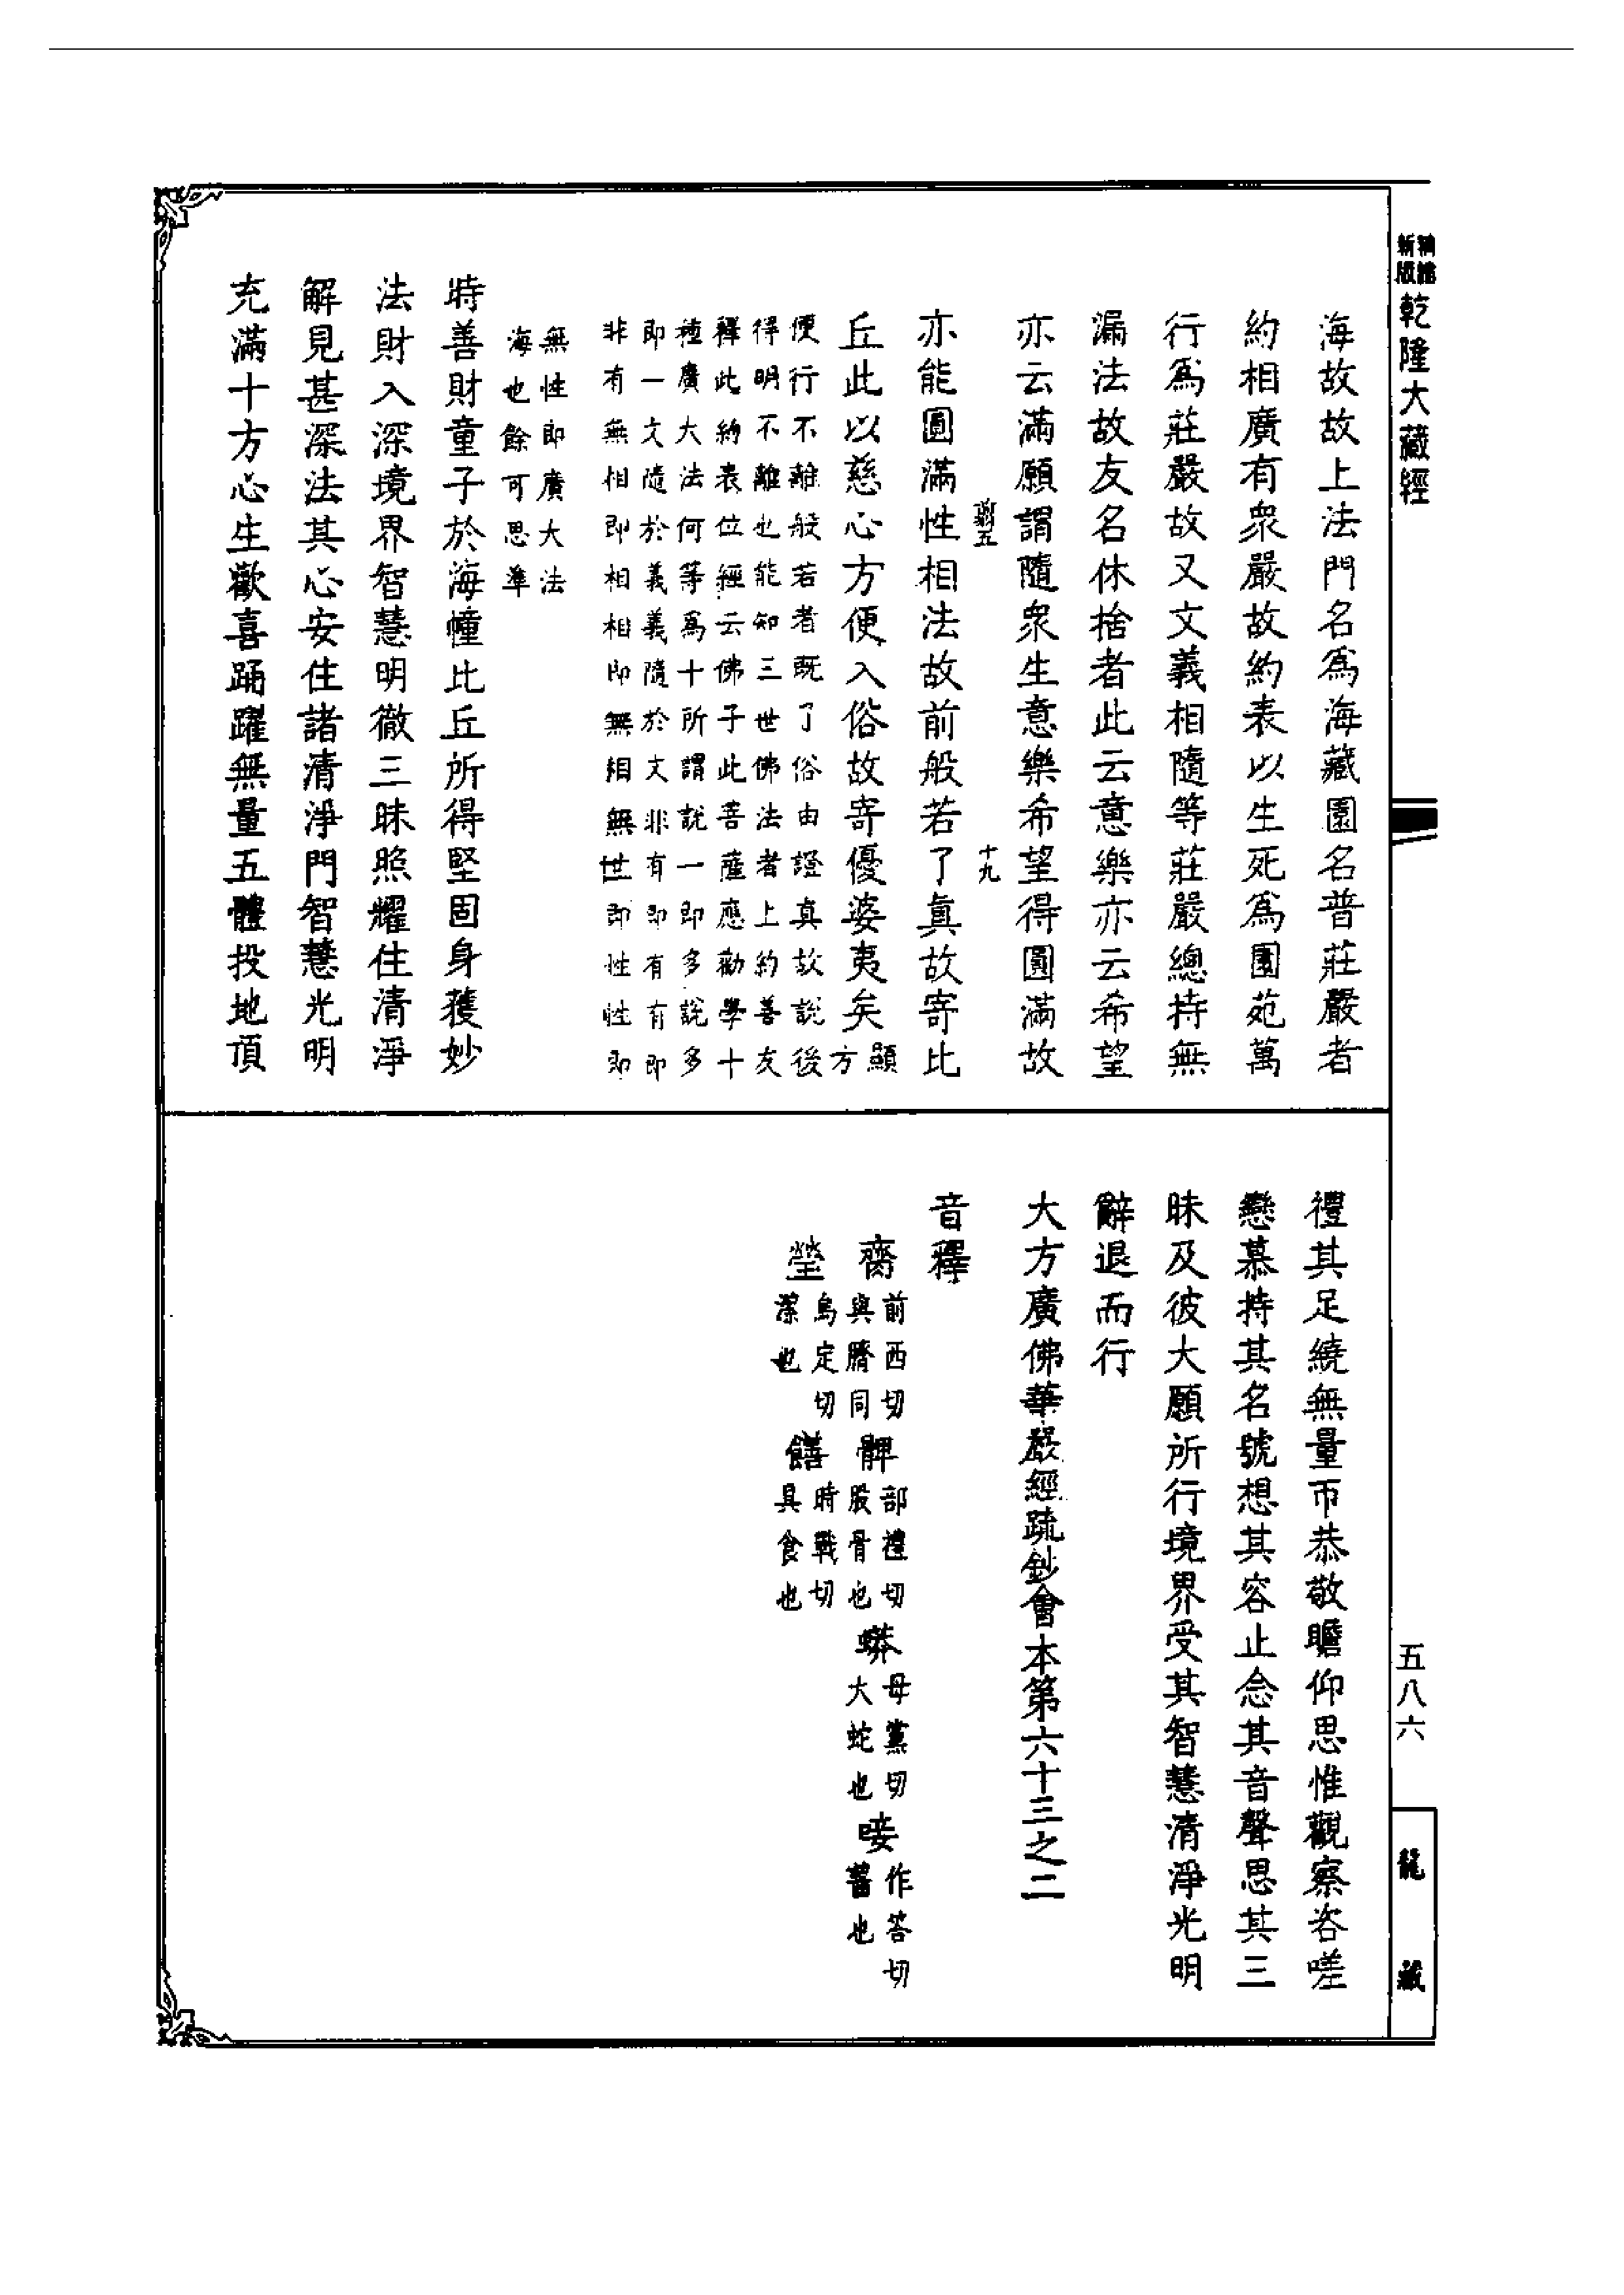 新版
精縮
乾隆大藏經
海故故上法門名爲海藏園名普莊嚴者
約相廣有衆嚴故約表以生死爲園苑萬
行爲莊嚴故又文義相隨等莊嚴總持無
漏法故友名休捨者此云意樂亦云希望
亦云滿願謂隨衆生意樂希望得圓滿故
翦五
十九
亦能圓滿性相法故前般若了真故寄比
丘此以慈心方便入俗故寄優婆夷矣
顯
方
便行不離般若者既了俗由證真故說後
得明不離也能知三世佛法者上約善友
釋此約表位經云佛子此菩薩應勸學十
種廣大法何等爲十所謂說一即多說多
即一文隨於義義隨於文非有即有有即
非有無相即相相即無相無世即性性即
無性即廣大法
海也餘可思準
時善財童子於海幢比丘所得堅固身獲妙
法財入深境界智慧明徹三昧照耀住清淨
解見甚深法其心安住諸清淨門智慧光明
充滿十方心生歡喜踊躍無量五體投地頂
禮其足繞無量帀恭敬瞻仰思惟觀察咨嗟
戀慕持其名號想其容止念其音聲思其三
昧及彼大願所行境界受其智慧清淨光明
辭退而行
大方廣佛華嚴經疏鈔會本第六十三之二
音釋
齎
前西切
與臍同
髀
部禮切
股骨也
蟒
母黨切
大蛇也
唼
作答切
醬也
瑩
烏定切
潔也
饍
時戰切
具食也
五八六
龍藏